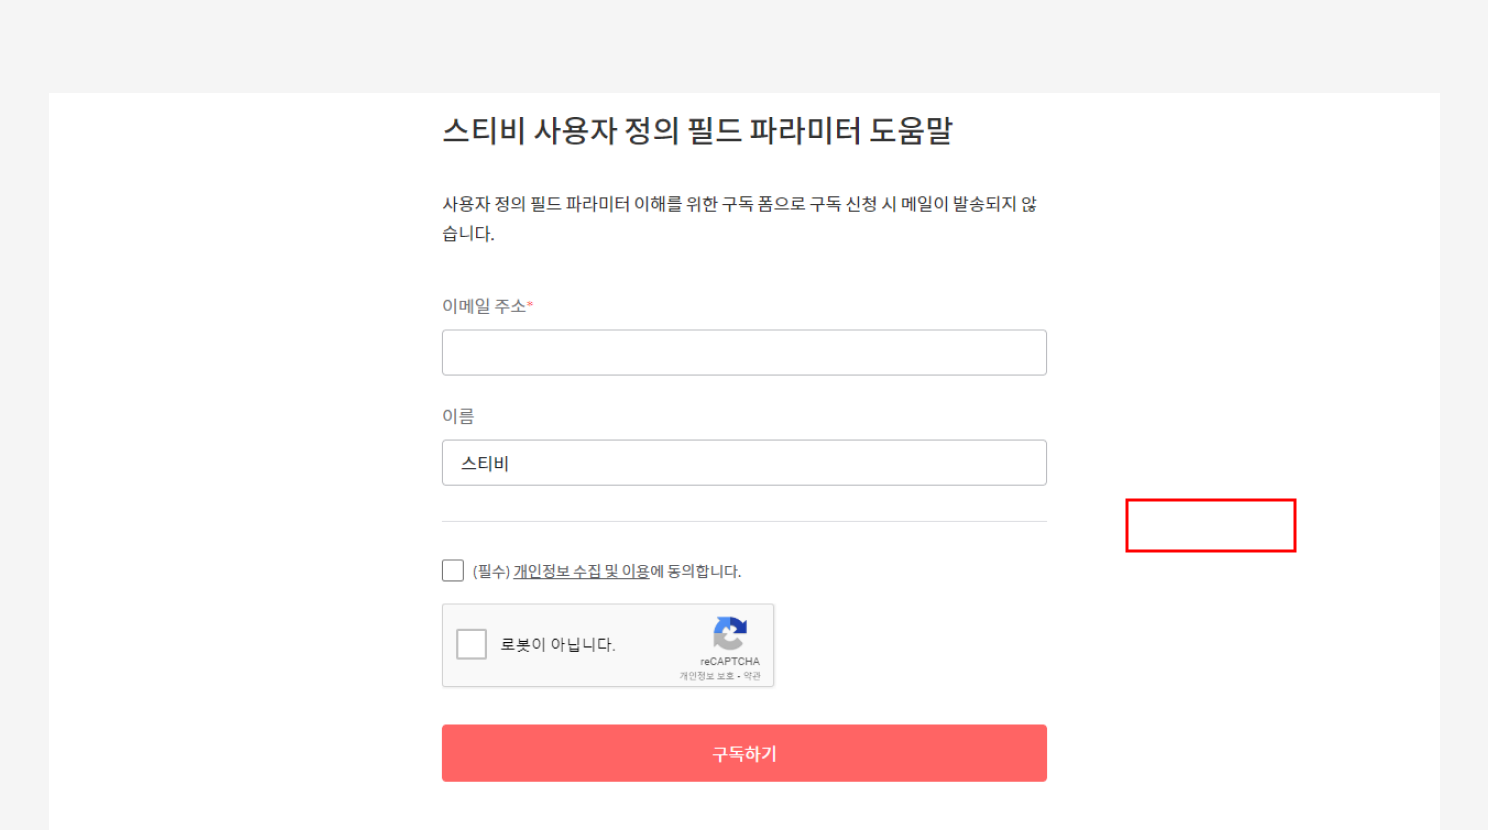 스티비 사용자 정의 필드 파라미터 도움말
사용자 정의 필드 파라미터 이해를 위한 구독 폼으로 구독 신청 시 메일이 발송되지 않
습니다.
이메일 주소*
이름
스티비
(필수) 개인정보 수집 및 이용에 동의합니다.
로봇이 아닙니다.
reCAPTCHA
개인정보 보호 - 약관
구독하기